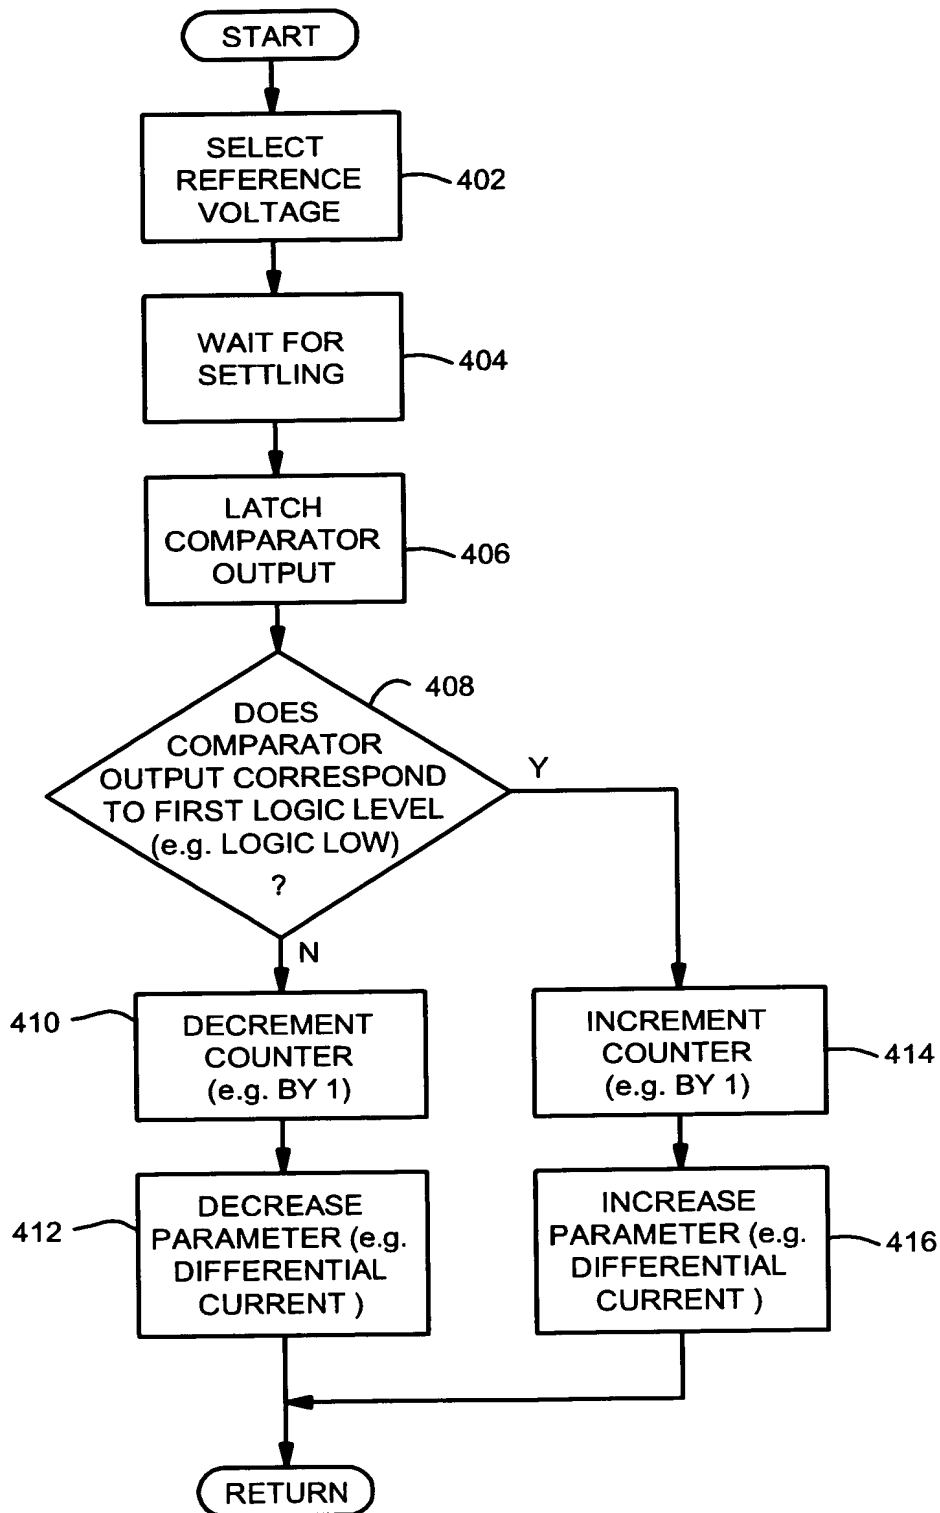 START
SELECT
REFERENCE
VOLTAGE
402
WAIT FOR
SETTLING
404
LATCH
COMPARATOR
OUTPUT
406
408
DOES
COMPARATOR
OUTPUT CORRESPOND
TO FIRST LOGIC LEVEL
(e.g. LOGIC LOW)
?
Y
N
410
DECREMENT
COUNTER
(e.g. BY 1)
INCREMENT
COUNTER
(e.g. BY 1)
414
412
DECREASE
PARAMETER (e.g.
DIFFERENTIAL
CURRENT )
INCREASE
PARAMETER (e.g.
DIFFERENTIAL
CURRENT )
416
RETURN